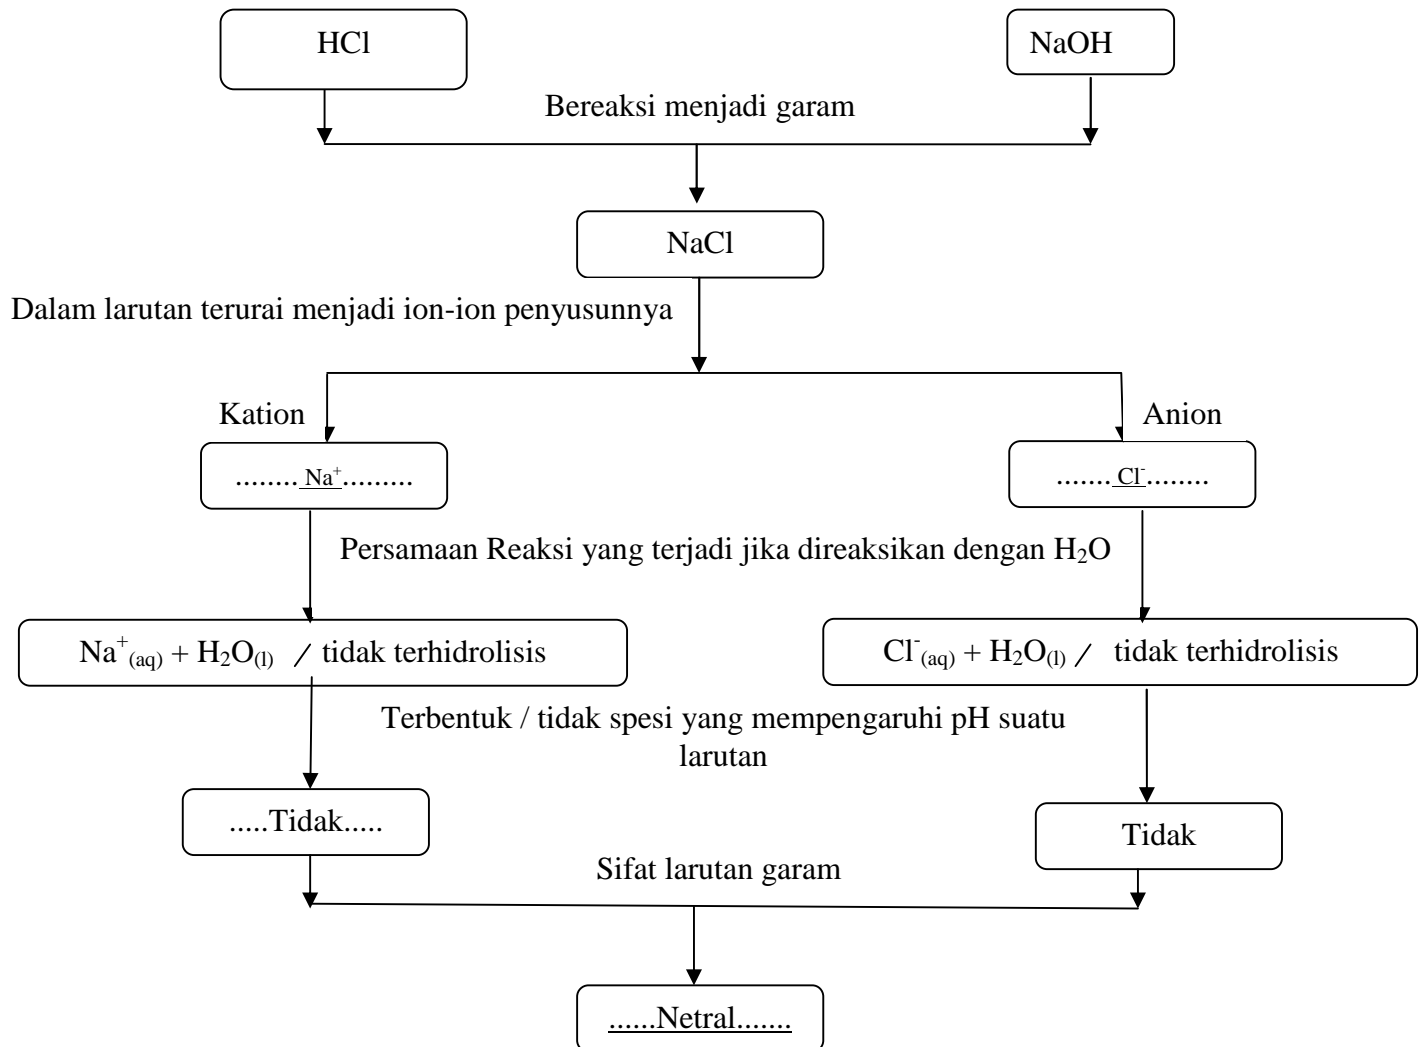 HCl
NaOH
Bereaksi menjadi garam
NaCl
Dalam larutan terurai menjadi ion-ion penyusunnya
Kation
Anion
........ Na⁺.........
....... Cl⁻........
Persamaan Reaksi yang terjadi jika direaksikan dengan H₂O
Na⁺₍aq₎ + H₂O₍l₎ / tidak terhidrolisis
Cl⁻₍aq₎ + H₂O₍l₎ / tidak terhidrolisis
Terbentuk / tidak spesi yang mempengaruhi pH suatu
larutan
.....Tidak.....
Tidak
Sifat larutan garam
......Netral.......